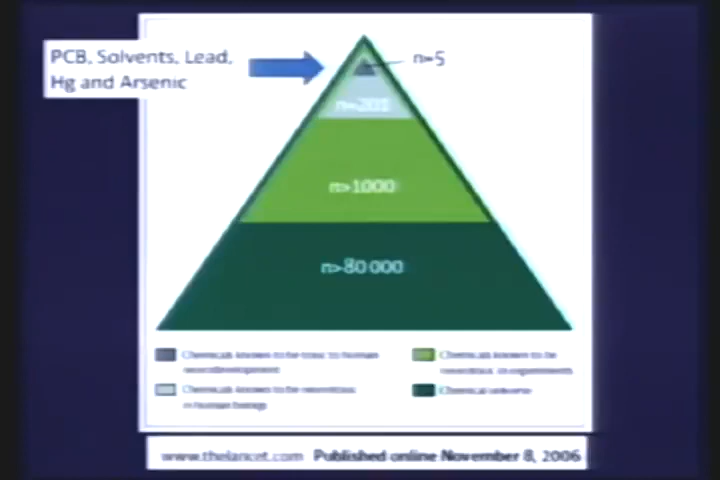 PCB, Solvents, Lead,
Hg and Arsenic
n=5
n=201
n>1000
n>80 000
Chemicals known to be toxic to human
neurodevelopment
Chemicals known to be neurotoxic
in human beings
Chemicals known to be
neurotoxic in experiments
Chemical universe
www.thelancet.com Published online November 8, 2006